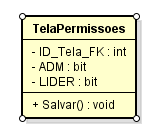 TelaPermissoes
- ID_Tela_FK : int
- ADM : bit
- LIDER : bit
+ Salvar() : void